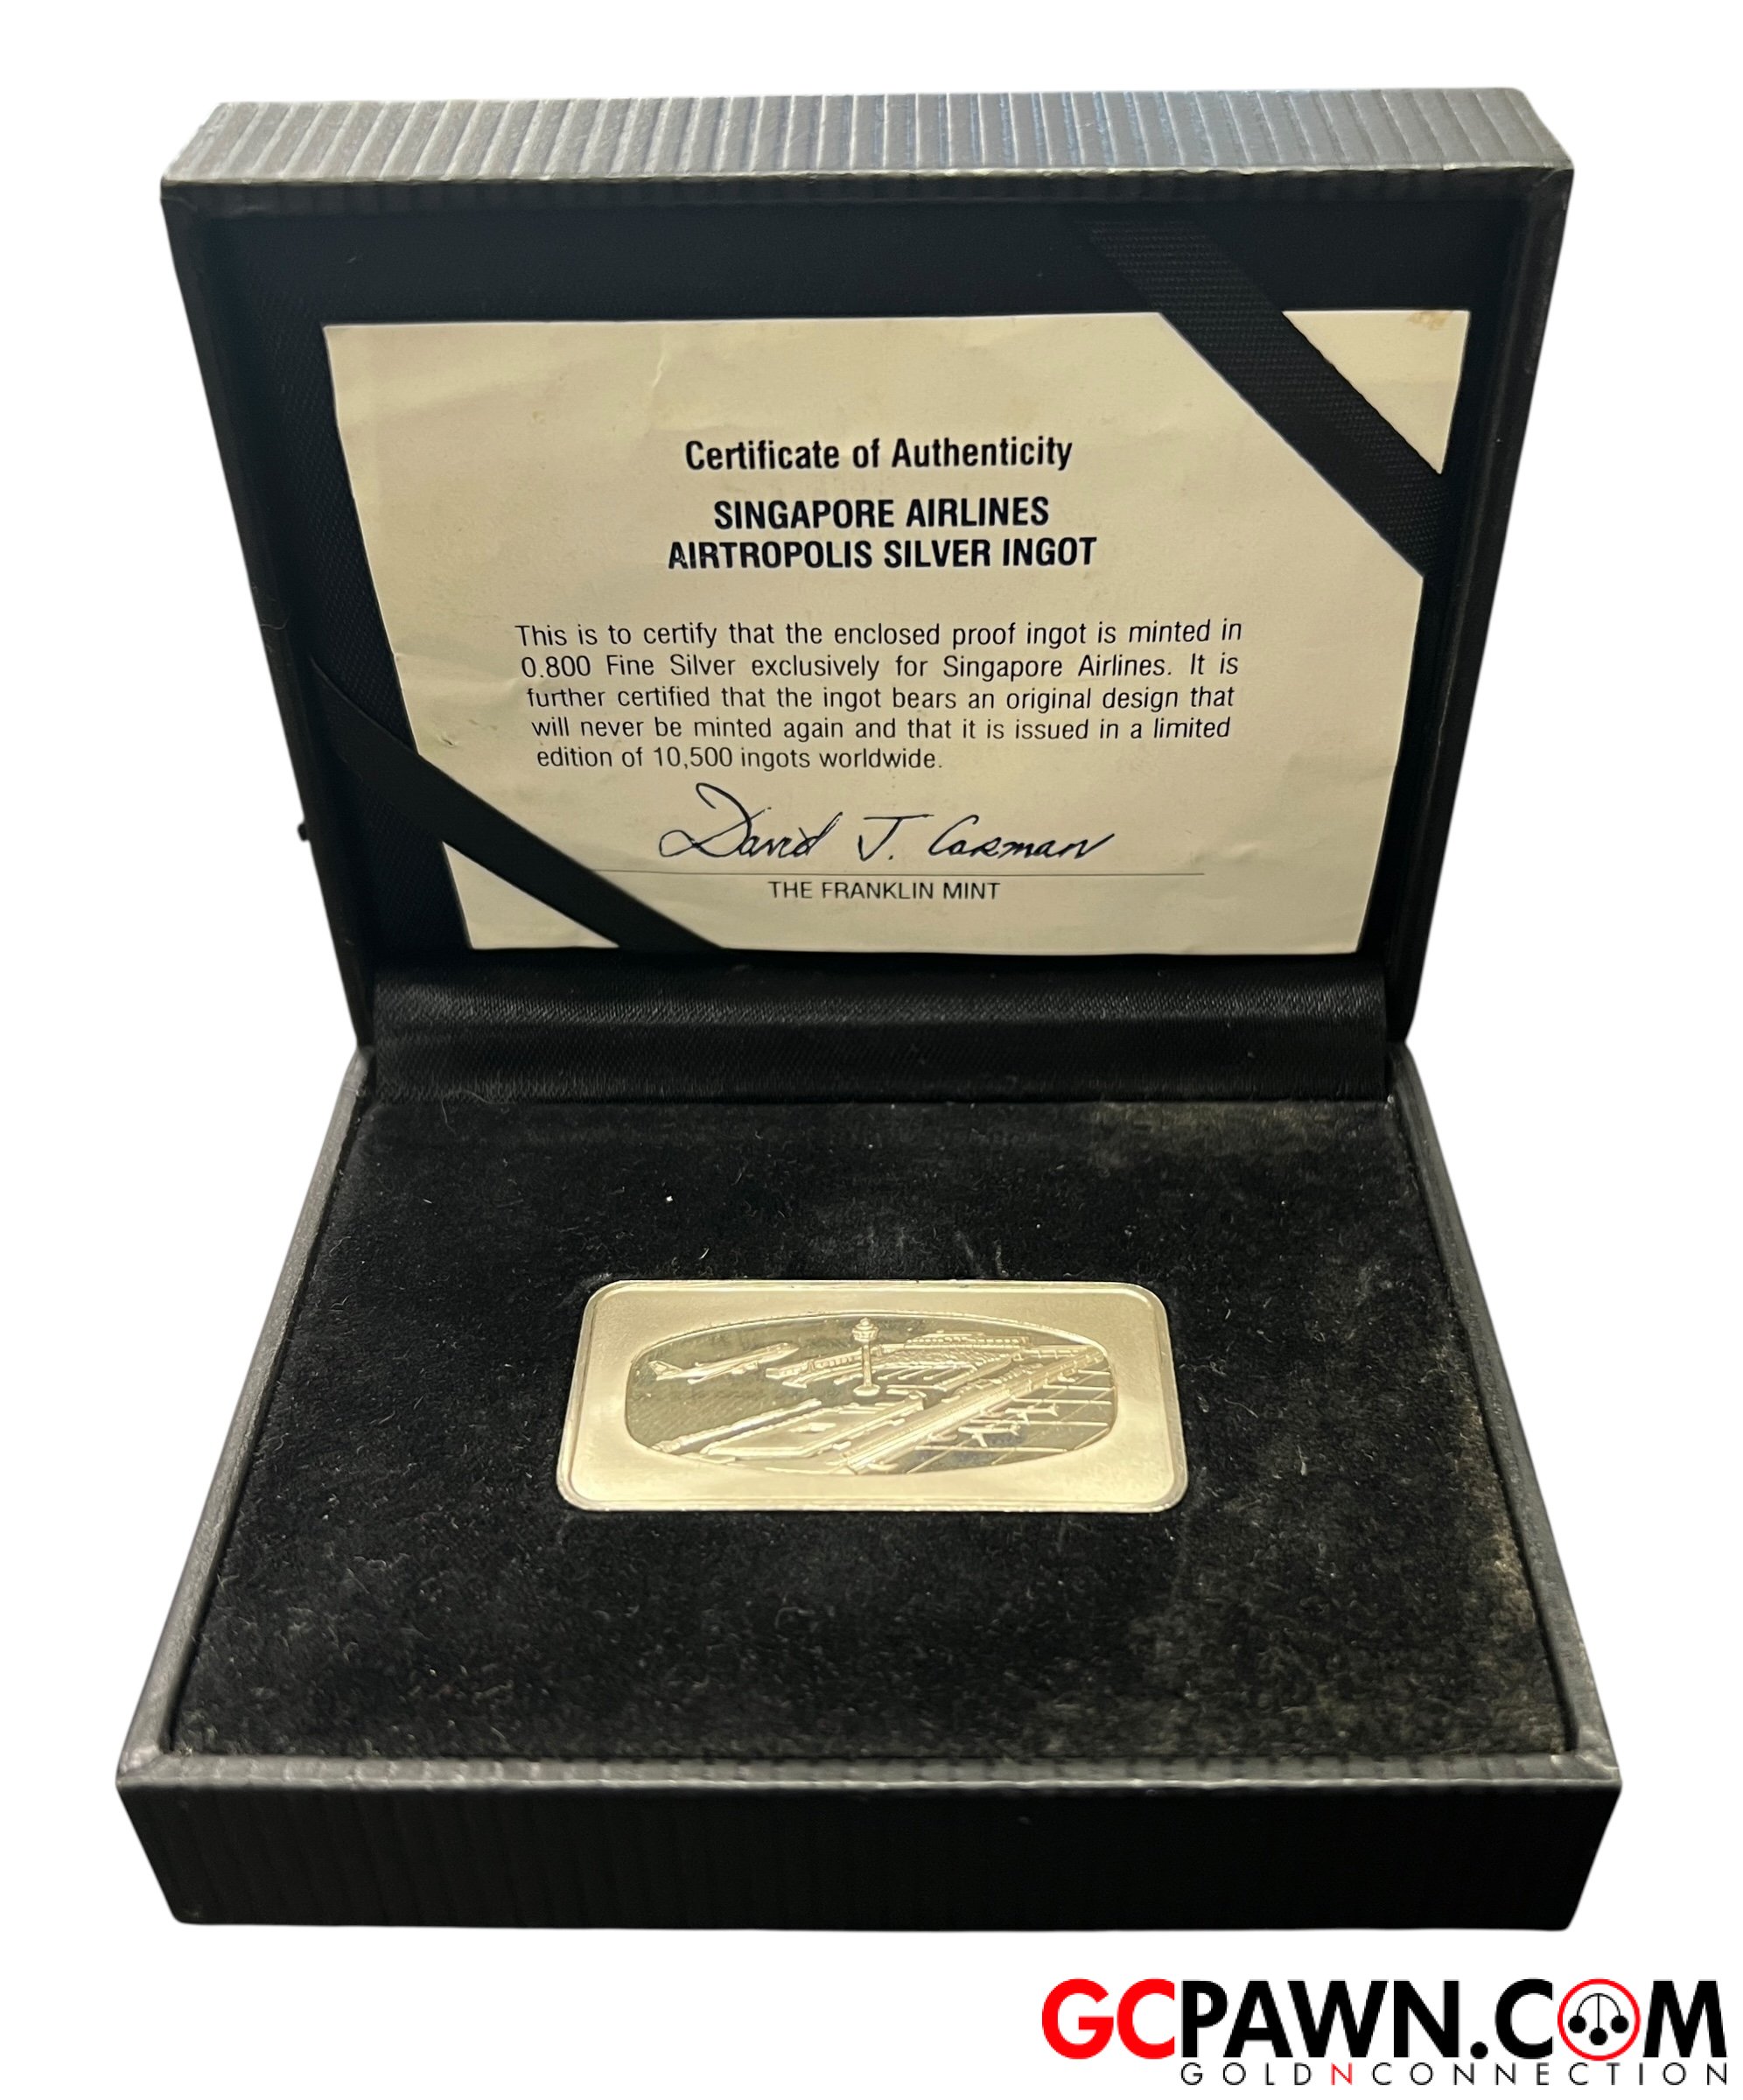 Certificate of Authenticity
SINGAPORE AIRLINES
AIRTROPOLIS SILVER INGOT
This is to certify that the enclosed proof ingot is minted in
0.800 Fine Silver exclusively for Singapore Airlines. It is
further certified that the ingot bears an original design that
will never be minted again and that it is issued in a limited
edition of 10,500 ingots worldwide.
David J. Carman
THE FRANKLIN MINT
GCPAWN.COM
GOLDNCONNECTION